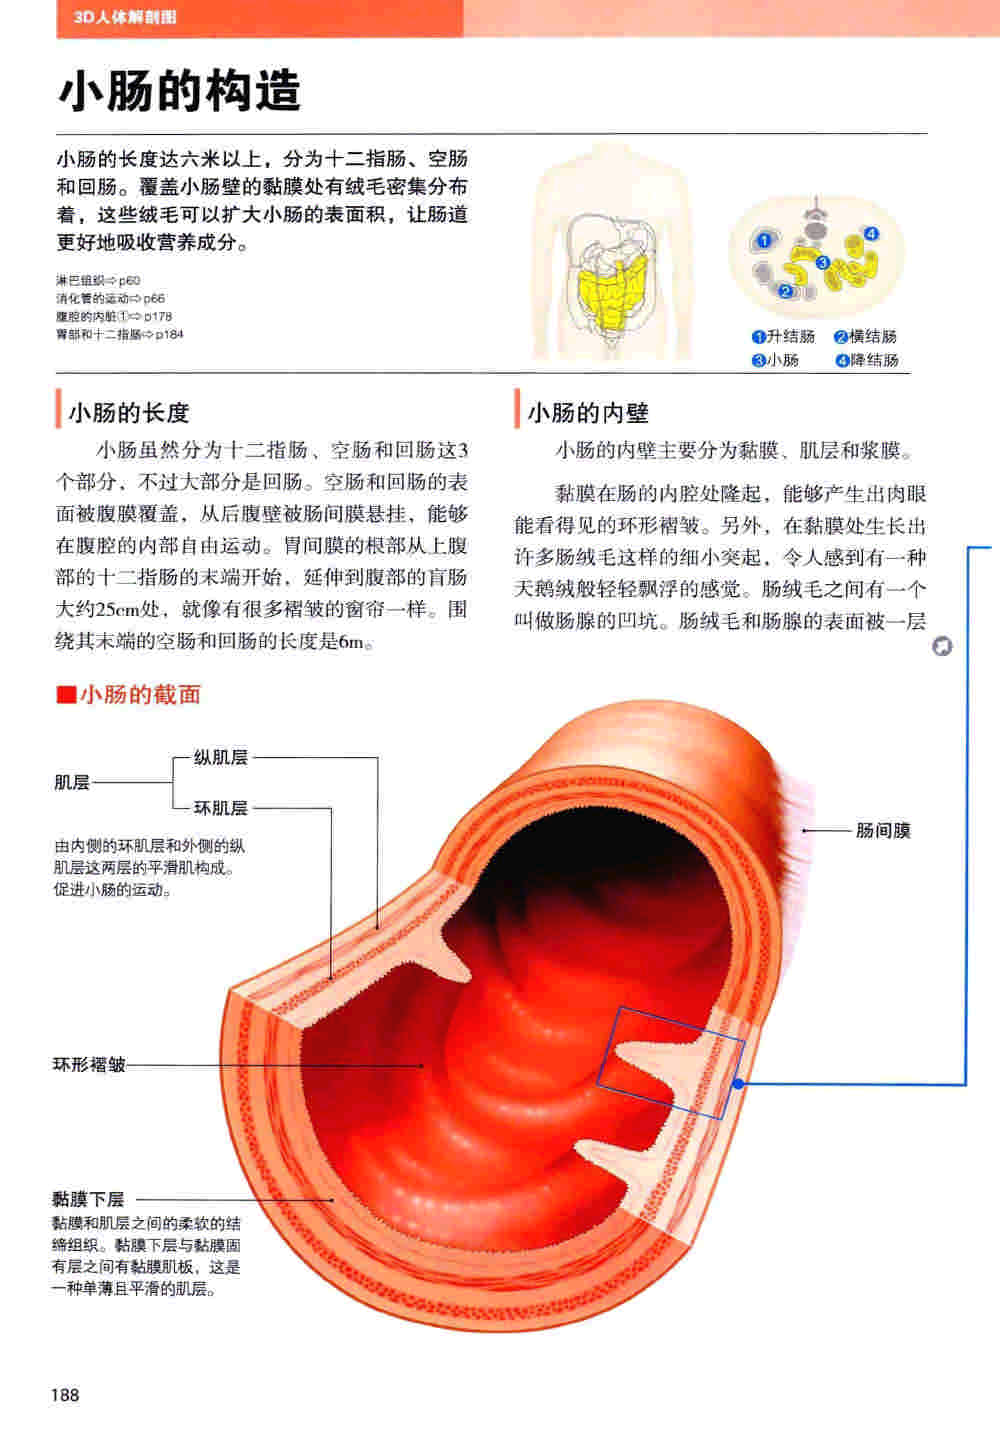 3D人体解剖图
小肠的构造
小肠的长度达六米以上，分为十二指肠、空肠
和回肠。覆盖小肠壁的黏膜处有绒毛密集分布
着，这些绒毛可以扩大小肠的表面积，让肠道
更好地吸收营养成分。
淋巴组织⇨p60
消化管的运动⇨p66
腹腔的内脏①⇨p178
胃部和十二指肠⇨p184
1
2
3
4
❶升结肠 ❷横结肠
❸小肠 ❹降结肠
小肠的长度
小肠虽然分为十二指肠、空肠和回肠这3
个部分，不过大部分是回肠。空肠和回肠的表
面被腹膜覆盖，从后腹壁被肠间膜悬挂，能够
在腹腔的内部自由运动。胃间膜的根部从上腹
部的十二指肠的末端开始，延伸到腹部的盲肠
大约25cm处，就像有很多褶皱的窗帘一样。围
绕其末端的空肠和回肠的长度是6m。
小肠的内壁
小肠的内壁主要分为黏膜、肌层和浆膜。
黏膜在肠的内腔处隆起，能够产生出肉眼
能看得见的环形褶皱。另外，在黏膜处生长出
许多肠绒毛这样的细小突起，令人感到有一种
天鹅绒般轻轻飘浮的感觉。肠绒毛之间有一个
叫做肠腺的凹坑。肠绒毛和肠腺的表面被一层
■小肠的截面
纵肌层
肌层
环肌层
由内侧的环肌层和外侧的纵
肌层这两层的平滑肌构成。
促进小肠的运动。
肠间膜
环形褶皱
黏膜下层
黏膜和肌层之间的柔软的结
缔组织。黏膜下层与黏膜固
有层之间有黏膜肌板，这是
一种单薄且平滑的肌层。
188